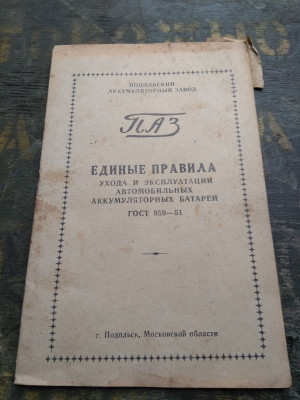 ПОДОЛЬСКИЙ
АККУМУЛЯТОРНЫЙ ЗАВОД
ПАЗ
ЕДИНЫЕ ПРАВИЛА
УХОДА И ЭКСПЛУАТАЦИИ
АВТОМОБИЛЬНЫХ
АККУМУЛЯТОРНЫХ БАТАРЕЙ
ГОСТ 959—51
г. Подольск, Московской области